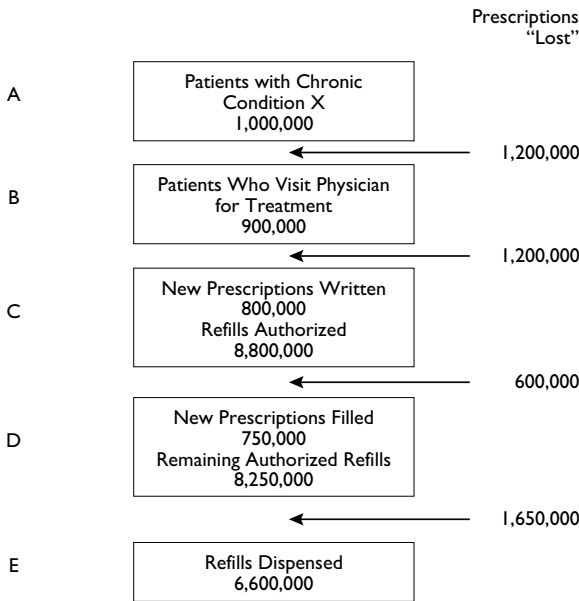 Prescriptions
“Lost”
A
Patients with Chronic
Condition X
1,000,000
1,200,000
B
Patients Who Visit Physician
for Treatment
900,000
1,200,000
C
New Prescriptions Written
800,000
Refills Authorized
8,800,000
600,000
D
New Prescriptions Filled
750,000
Remaining Authorized Refills
8,250,000
1,650,000
E
Refills Dispensed
6,600,000